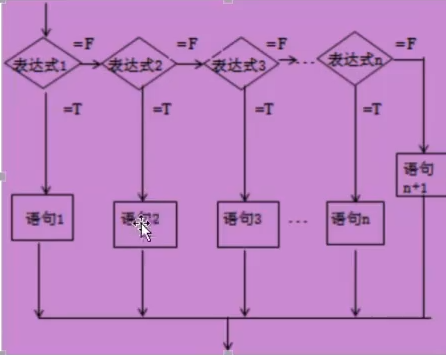 =F =F =F =F
表达式1 表达式2 表达式3 ... 表达式n
=T =T =T =T
语句
n+1
语句1 语句2 语句3 ... 语句n